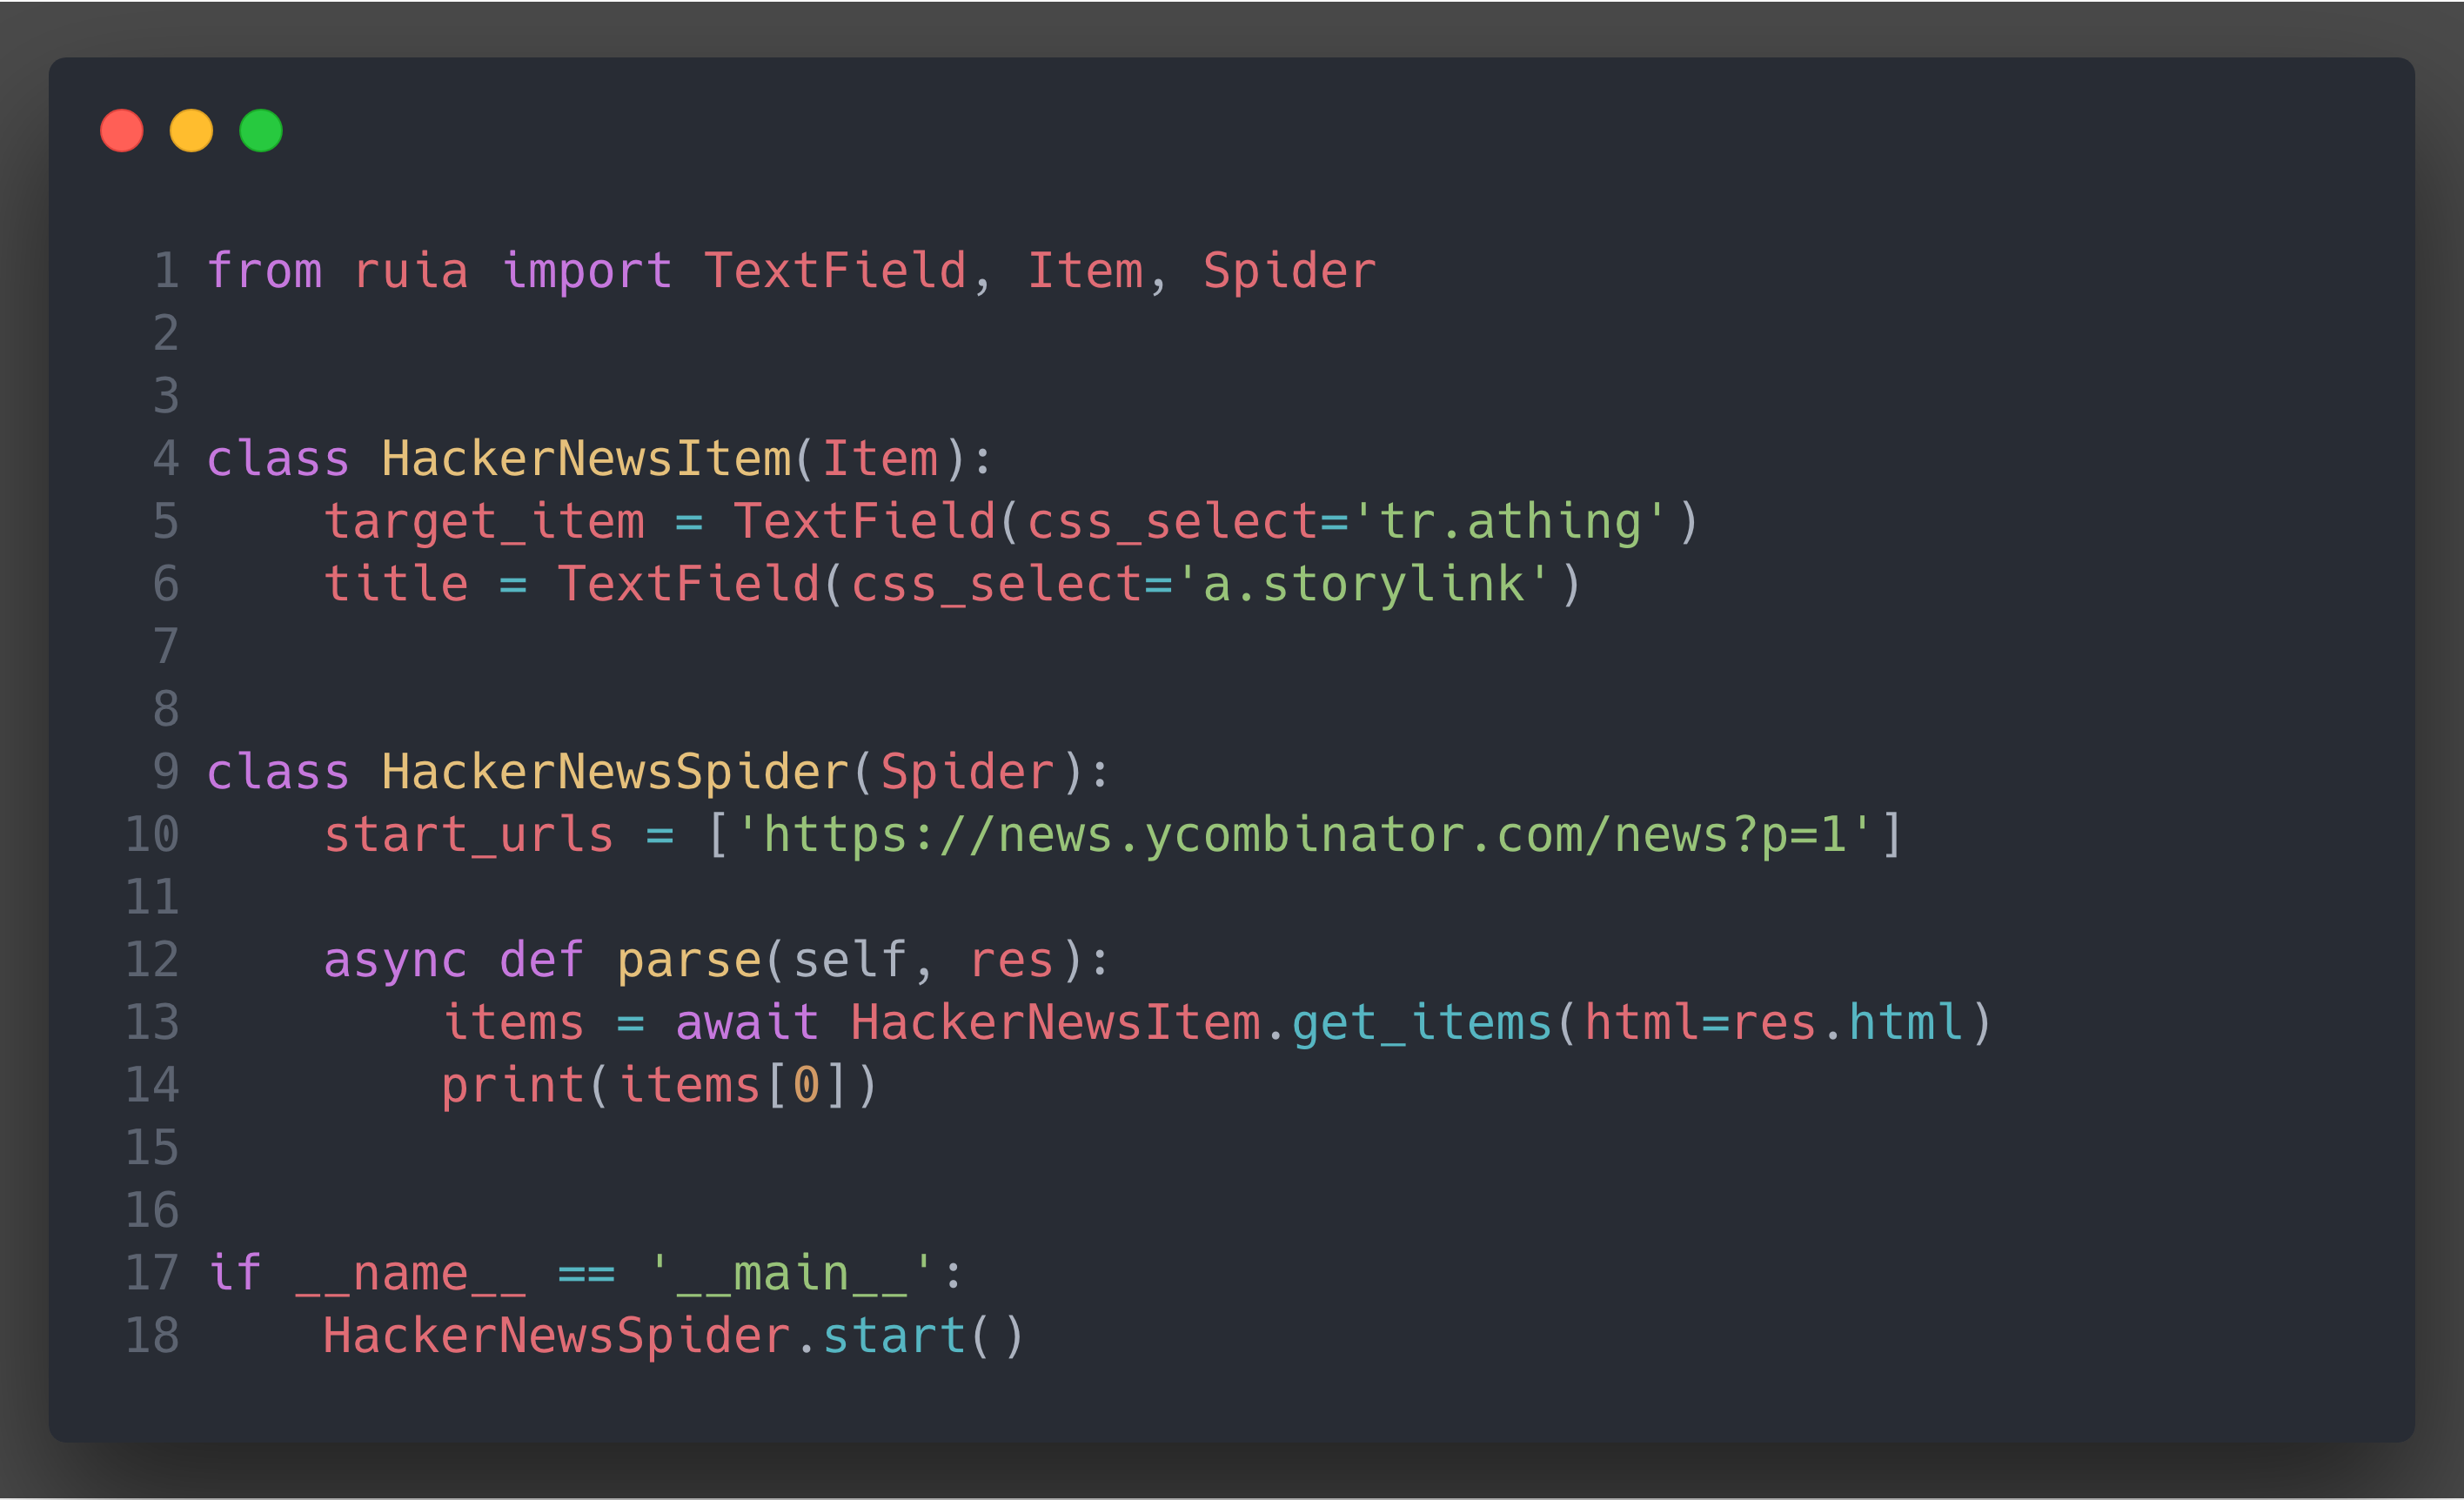 1 from ruia import TextField, Item, Spider
2
3
4 class HackerNewsItem(Item):
5     target_item = TextField(css_select='tr.athing')
6     title = TextField(css_select='a.storylink')
7
8
9 class HackerNewsSpider(Spider):
10     start_urls = ['https://news.ycombinator.com/news?p=1']
11
12     async def parse(self, res):
13         items = await HackerNewsItem.get_items(html=res.html)
14         print(items[0])
15
16
17 if __name__ == '__main__':
18     HackerNewsSpider.start()